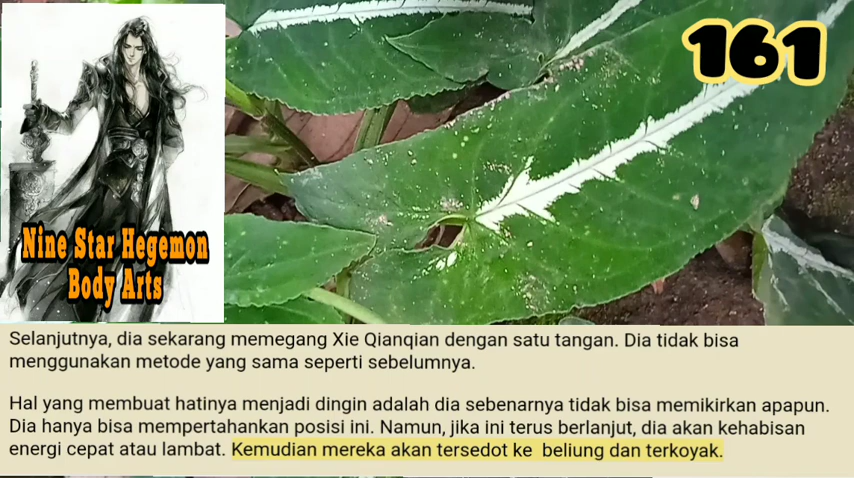 161
Nine Star Hegemon
Body Arts
Selanjutnya, dia sekarang memegang Xie Qianqian dengan satu tangan. Dia tidak bisa
menggunakan metode yang sama seperti sebelumnya.
Hal yang membuat hatinya menjadi dingin adalah dia sebenarnya tidak bisa memikirkan apapun.
Dia hanya bisa mempertahankan posisi ini. Namun, jika ini terus berlanjut, dia akan kehabisan
energi cepat atau lambat. Kemudian mereka akan tersedot ke  beliung dan terkoyak.